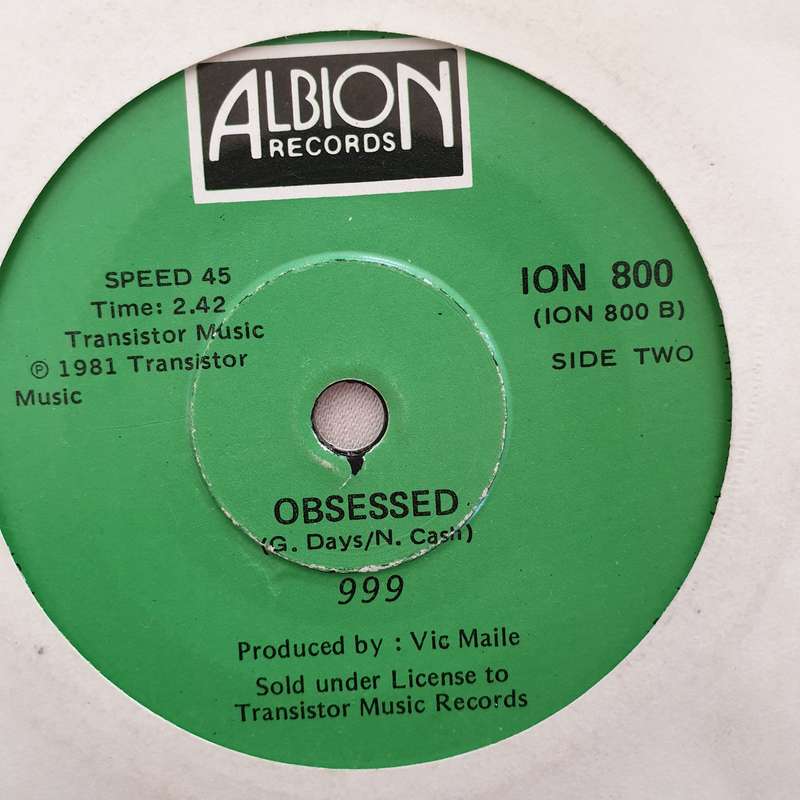 ALBION
RECORDS
SPEED 45
Time: 2.42
Transistor Music
℗ 1981 Transistor
Music
ION 800
(ION 800 B)
SIDE TWO
OBSESSED
(G. Days/N. Cash)
999
Produced by : Vic Maile
Sold under License to
Transistor Music Records